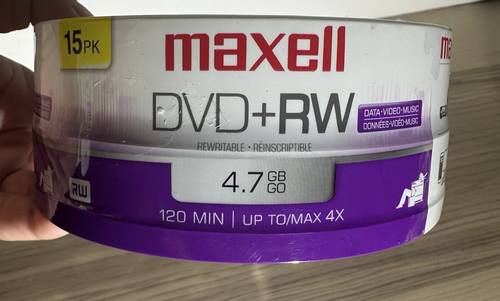 15PK
maxell
DVD+RW
DATA•VIDEO•MUSIC
DONNÉES•VIDÉO•MUSIC
REWRITABLE • RÉINSCRIPTIBLE
4.7 GB
GO
RW
120 MIN | UP TO/MAX 4X